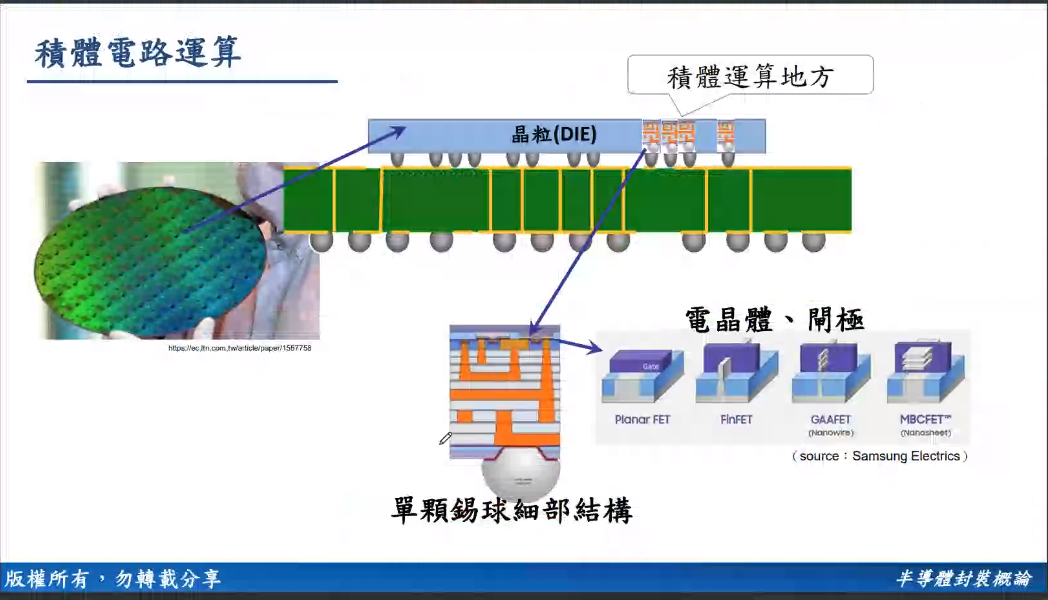 積體電路運算
積體運算地方
晶粒(DIE)
https://ec.ltn.com.tw/article/paper/1567758
電晶體、閘極
Gate
Planar FET
FinFET
GAAFET
(Nanowire)
MBCFET™
(Nanosheet)
（source：Samsung Electrics）
單顆錫球細部結構
版權所有，勿轉載分享
半導體封裝概論